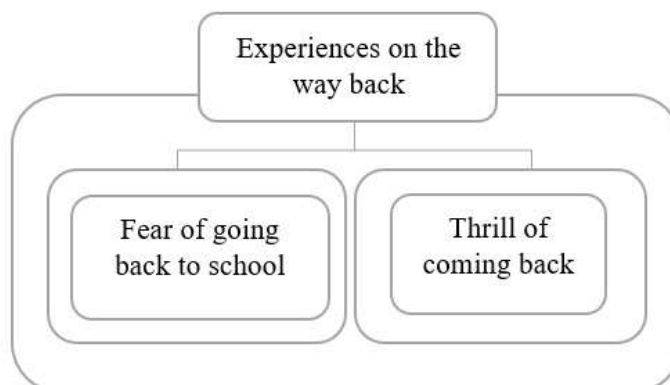 Experiences on the
way back
Fear of going
back to school
Thrill of
coming back